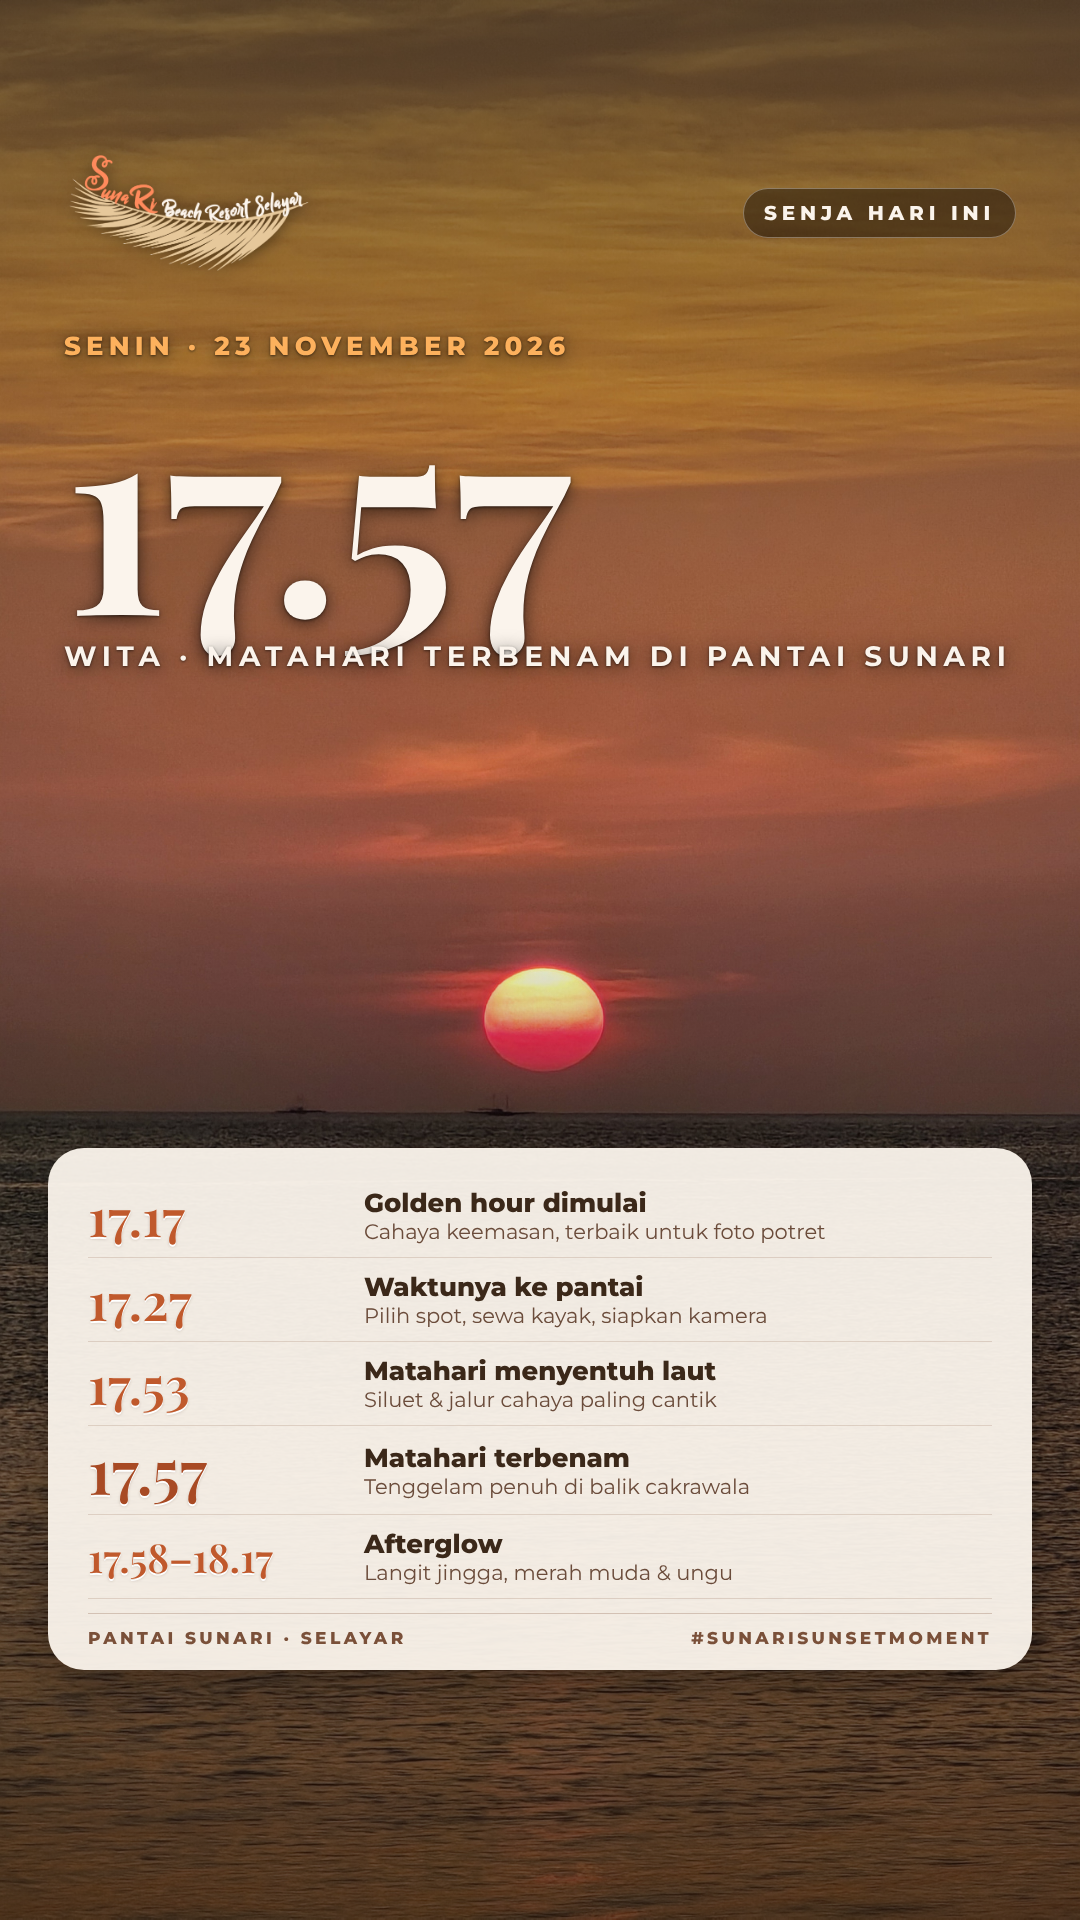 SunaRi Beach Resort Selayar
SENJA HARI INI
SENIN · 23 NOVEMBER 2026
17.57
WITA · MATAHARI TERBENAM DI PANTAI SUNARI
17.17
Golden hour dimulai
Cahaya keemasan, terbaik untuk foto potret
17.27
Waktunya ke pantai
Pilih spot, sewa kayak, siapkan kamera
17.53
Matahari menyentuh laut
Siluet & jalur cahaya paling cantik
17.57
Matahari terbenam
Tenggelam penuh di balik cakrawala
17.58–18.17
Afterglow
Langit jingga, merah muda & ungu
PANTAI SUNARI · SELAYAR
#SUNARISUNSETMOMENT